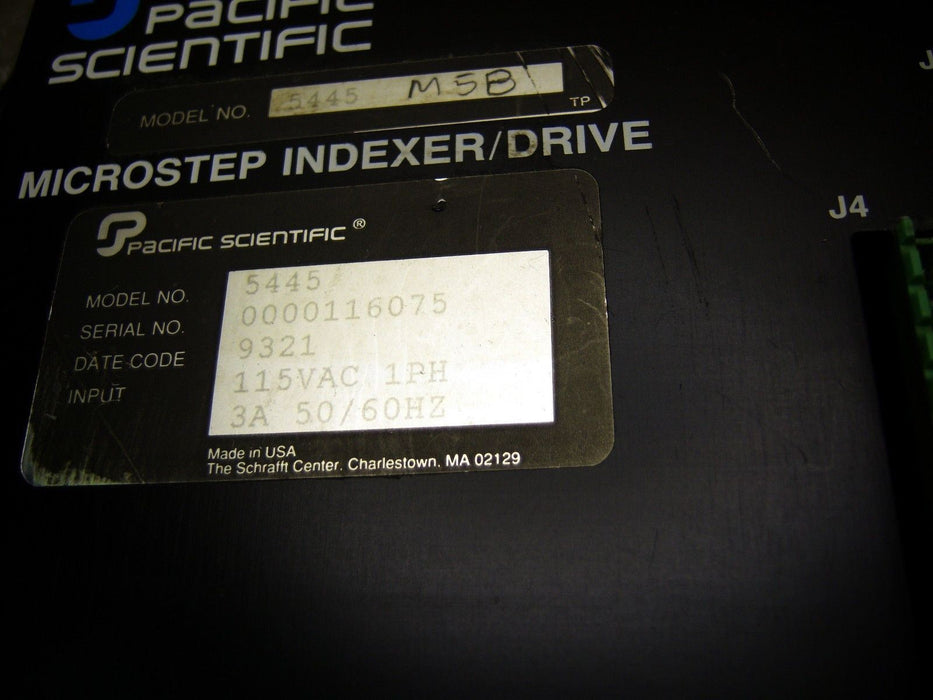 PACIFIC
SCIENTIFIC
MODEL NO. 5445 M5B
TP
MICROSTEP INDEXER/DRIVE
J4
PACIFIC SCIENTIFIC ®
MODEL NO. 5445
SERIAL NO. 0000116075
DATE CODE 9321
INPUT 115VAC 1PH
3A 50/60HZ
Made in USA
The Schrafft Center, Charlestown, MA 02129